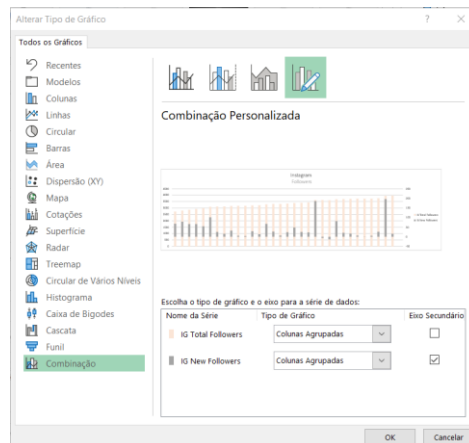 Alterar Tipo de Gráfico ? ×
Todos os Gráficos
Recentes
Modelos
Colunas
Linhas
Circular
Barras
Área
Dispersão (XY)
Mapa
Cotações
Superfície
Radar
Treemap
Circular de Vários Níveis
Histograma
Caixa de Bigodes
Cascata
Funil
Combinação
Combinação Personalizada
Instagram
Followers
Escolha o tipo de gráfico e o eixo para a série de dados:
Nome da Série Tipo de Gráfico Eixo Secundário
IG Total Followers Colunas Agrupadas
IG New Followers Colunas Agrupadas
OK Cancelar